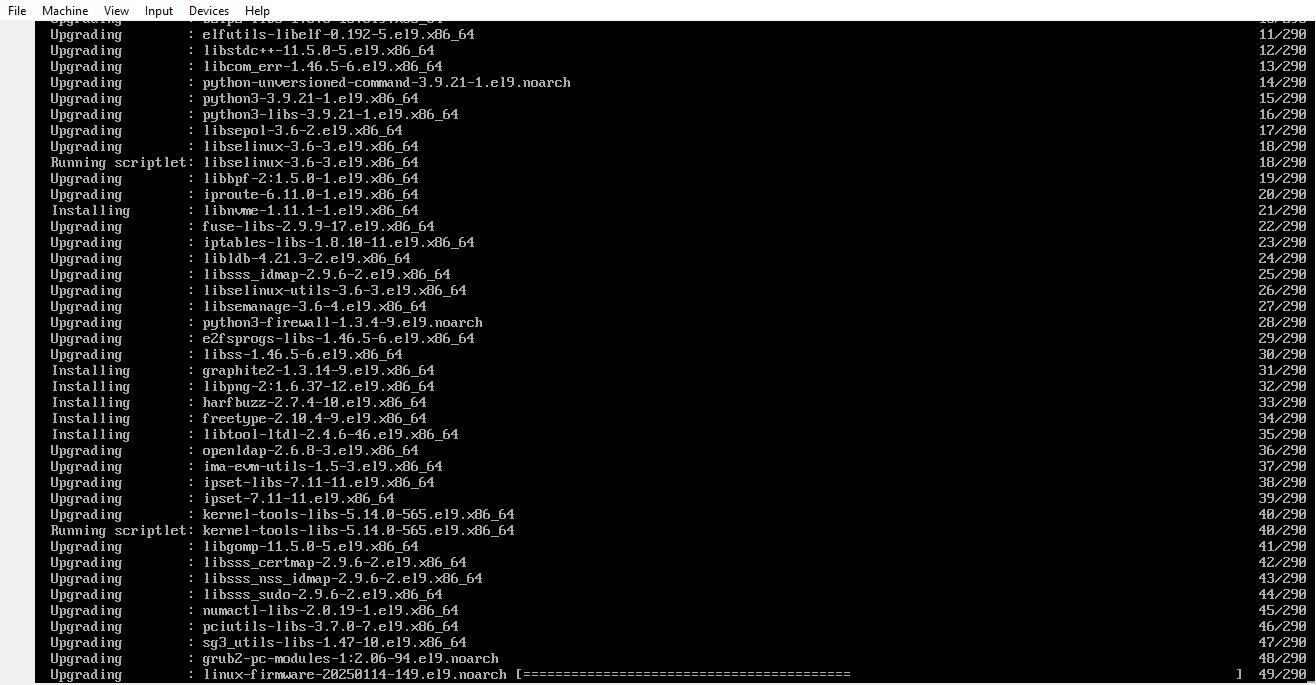 File Machine View Input Devices Help
Upgrading : elfutils-libelf-0.192-5.el9.x86_64 11/290
Upgrading : libstdc++-11.5.0-5.el9.x86_64 12/290
Upgrading : libcom_err-1.46.5-6.el9.x86_64 13/290
Upgrading : python-unversioned-command-3.9.21-1.el9.noarch 14/290
Upgrading : python3-3.9.21-1.el9.x86_64 15/290
Upgrading : python3-libs-3.9.21-1.el9.x86_64 16/290
Upgrading : libsepol-3.6-2.el9.x86_64 17/290
Upgrading : libselinux-3.6-3.el9.x86_64 18/290
Running scriptlet: libselinux-3.6-3.el9.x86_64 18/290
Upgrading : libbpf-2:1.5.0-1.el9.x86_64 19/290
Upgrading : iproute-6.11.0-1.el9.x86_64 20/290
Installing : libnvme-1.11.1-1.el9.x86_64 21/290
Upgrading : fuse-libs-2.9.9-17.el9.x86_64 22/290
Upgrading : iptables-libs-1.8.10-11.el9.x86_64 23/290
Upgrading : libldb-4.21.3-2.el9.x86_64 24/290
Upgrading : libsss_idmap-2.9.6-2.el9.x86_64 25/290
Upgrading : libselinux-utils-3.6-3.el9.x86_64 26/290
Upgrading : libsemanage-3.6-4.el9.x86_64 27/290
Upgrading : python3-firewall-1.3.4-9.el9.noarch 28/290
Upgrading : e2fsprogs-libs-1.46.5-6.el9.x86_64 29/290
Upgrading : libss-1.46.5-6.el9.x86_64 30/290
Installing : graphite2-1.3.14-9.el9.x86_64 31/290
Installing : libpng-2:1.6.37-12.el9.x86_64 32/290
Installing : harfbuzz-2.7.4-10.el9.x86_64 33/290
Installing : freetype-2.10.4-9.el9.x86_64 34/290
Installing : libtool-ltdl-2.4.6-46.el9.x86_64 35/290
Upgrading : openldap-2.6.8-3.el9.x86_64 36/290
Upgrading : ima-evm-utils-1.5-3.el9.x86_64 37/290
Upgrading : ipset-libs-7.11-11.el9.x86_64 38/290
Upgrading : ipset-7.11-11.el9.x86_64 39/290
Upgrading : kernel-tools-libs-5.14.0-565.el9.x86_64 40/290
Running scriptlet: kernel-tools-libs-5.14.0-565.el9.x86_64 40/290
Upgrading : libgomp-11.5.0-5.el9.x86_64 41/290
Upgrading : libsss_certmap-2.9.6-2.el9.x86_64 42/290
Upgrading : libsss_nss_idmap-2.9.6-2.el9.x86_64 43/290
Upgrading : libsss_sudo-2.9.6-2.el9.x86_64 44/290
Upgrading : numactl-libs-2.0.19-1.el9.x86_64 45/290
Upgrading : pciutils-libs-3.7.0-7.el9.x86_64 46/290
Upgrading : sg3_utils-libs-1.47-10.el9.x86_64 47/290
Upgrading : grub2-pc-modules-1:2.06-94.el9.noarch 48/290
Upgrading : linux-firmware-20250114-149.el9.noarch [========================================= ] 49/290